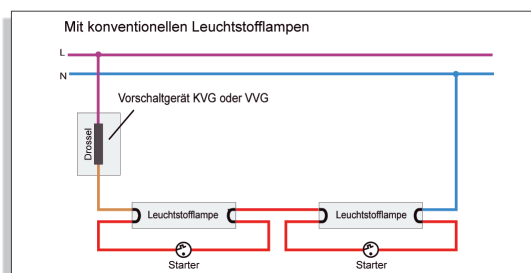 Mit konventionellen Leuchtstofflampen
L
N
Vorschaltgerät KVG oder VVG
Drossel
Leuchtstofflampe
Leuchtstofflampe
Starter
Starter